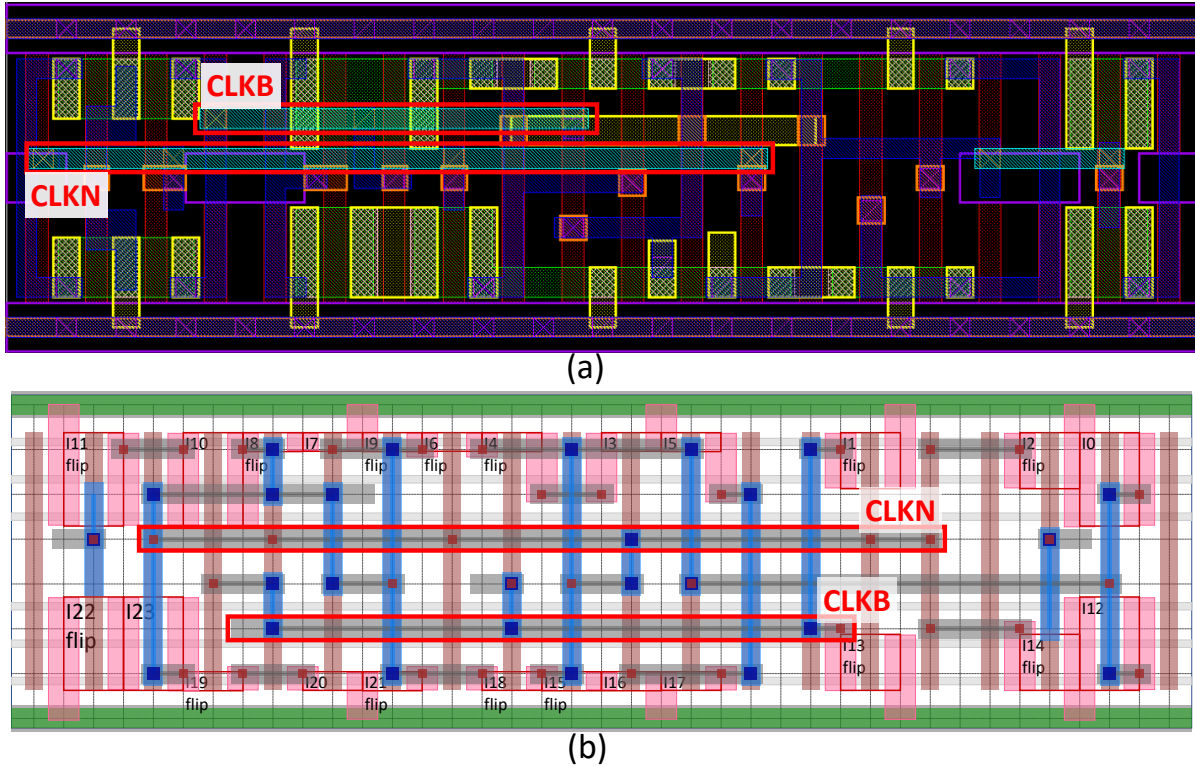 CLKB
CLKN
(a)
I11 I10 I8 I7 I9 I6 I4 I3 I5 I1 I2 I0
flip flip flip flip flip flip flip
CLKN
CLKB
I22 I23 I12
flip
I13 I14
flip flip
I19 I20 I21 I18 I15 I16 I17
flip flip flip flip
(b)